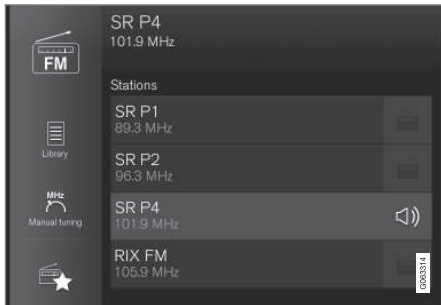 FM
SR P4
101.9 MHz
Stations
SR P1
89.3 MHz
SR P2
96.3 MHz
SR P4
101.9 MHz
RIX FM
105.9 MHz
Library
MHz
Manual tuning
G063314